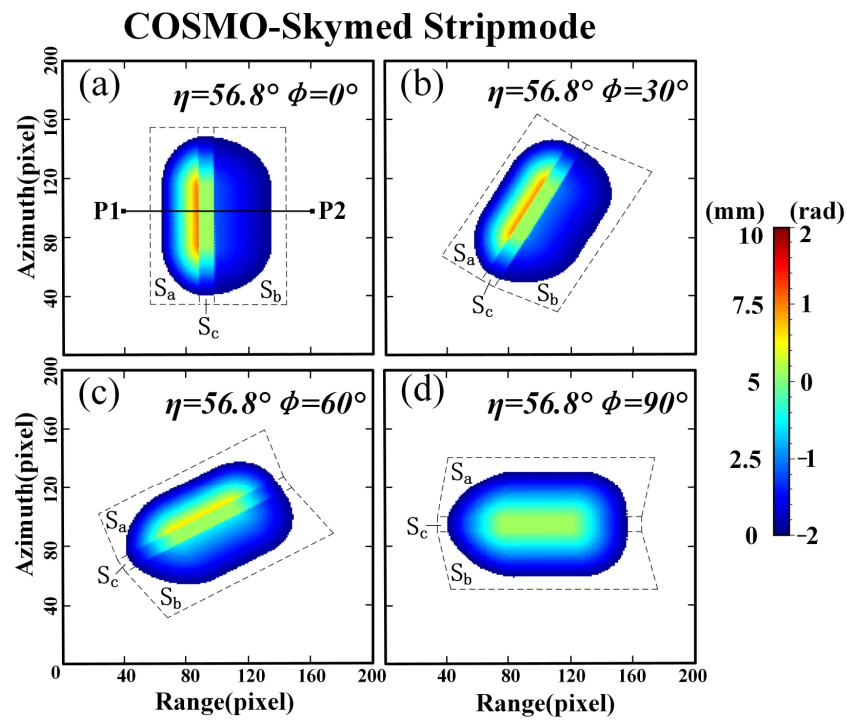 COSMO-Skymed Stripmode
(a)
η=56.8° Φ=0°
P1
P2
Sa
Sb
Sc
200
160
120
80
40
Azimuth(pixel)
(b)
η=56.8° Φ=30°
Sa
Sc
Sb
(mm) (rad)
10 2
7.5 1
5 0
2.5 −1
0 −2
(c)
η=56.8° Φ=60°
Sa
Sc
Sb
200
160
120
80
40
0
Azimuth(pixel)
40 80 120 160 200
Range(pixel)
(d)
η=56.8° Φ=90°
Sa
Sc
Sb
40 80 120 160 200
Range(pixel)